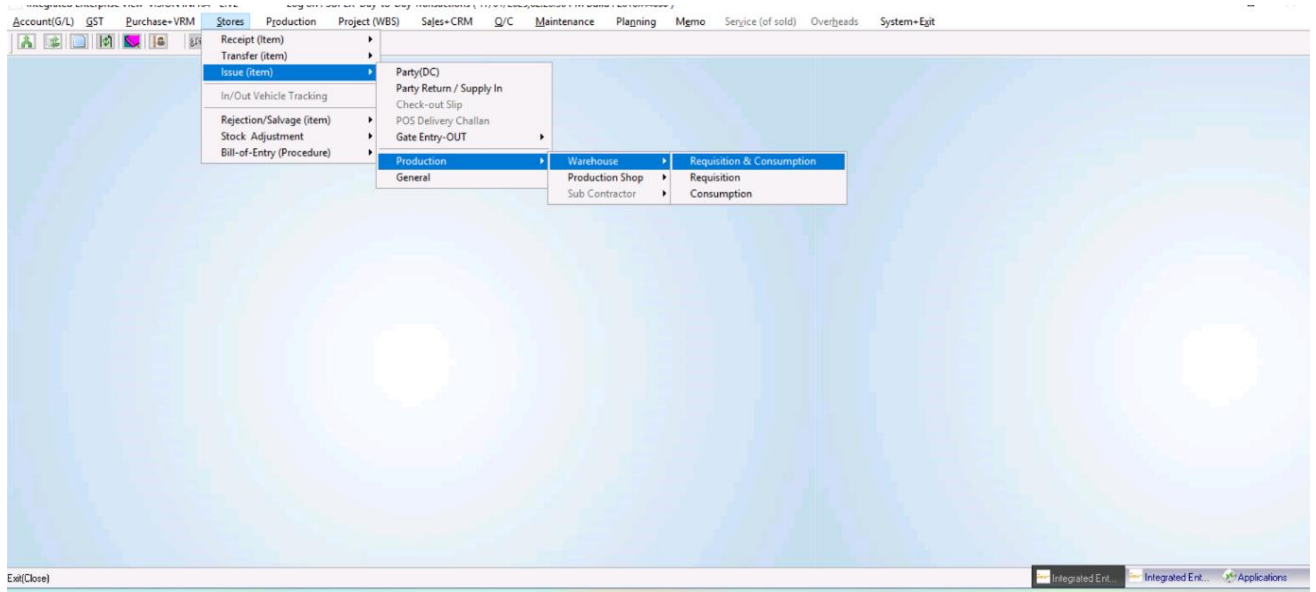 Account(G/L) GST Purchase+VRM Stores Production Project (WBS) Sales+CRM Q/C Maintenance Planning Memo Service (of sold) Overheads System+Exit
Receipt (Item)
Transfer (item)
Issue (item)
In/Out Vehicle Tracking
Rejection/Salvage (item)
Stock Adjustment
Bill-of-Entry (Procedure)
Party(DC)
Party Return / Supply In
Check-out Slip
POS Delivery Challan
Gate Entry-OUT
Production
General
Warehouse
Production Shop
Sub Contractor
Requisition & Consumption
Requisition
Consumption
Exit(Close)
Integrated Ent... Integrated Ent... Applications